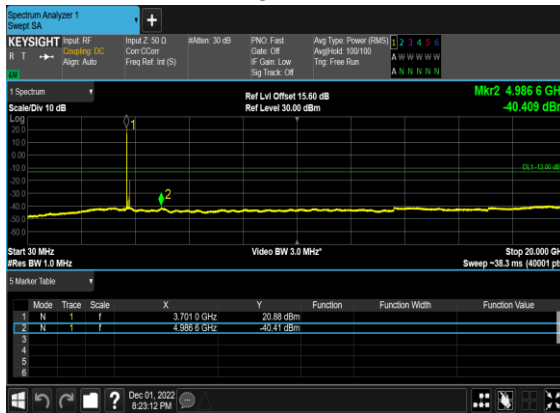 Spectrum Analyzer 1
Swept SA
KEYSIGHT Input: RF Input Z: 50 Ω #Atten: 30 dB PNO: Fast Avg Type: Power (RMS) 1 2 3 4 5 6
R T Coupling: DC Corr CCorr Gate: Off Avg|Hold: 100/100 A W W W W W
Align: Auto Freq Ref: Int (S) IF Gain: Low Trig: Free Run
Sig Track: Off A N N N N N
LXI
1 Spectrum Ref Lvl Offset 15.60 dB Mkr2 4.986 6 GH
Scale/Div 10 dB Ref Level 30.00 dBm -40.409 dBr
Log
20.0
10.0
0.00
-10.0
DL1 -13.00 dB
-20.0
-30.0
-40.0
-50.0
-60.0
1
2
Start 30 MHz Video BW 3.0 MHz* Stop 20.000 GH
#Res BW 1.0 MHz Sweep ~38.3 ms (40001 pt
5 Marker Table
Mode Trace Scale X Y Function Function Width Function Value
1 N 1 f 3.701 0 GHz 20.88 dBm
2 N 1 f 4.986 6 GHz -40.41 dBm
3
4
5
6
? Dec 01, 2022
8:23:12 PM